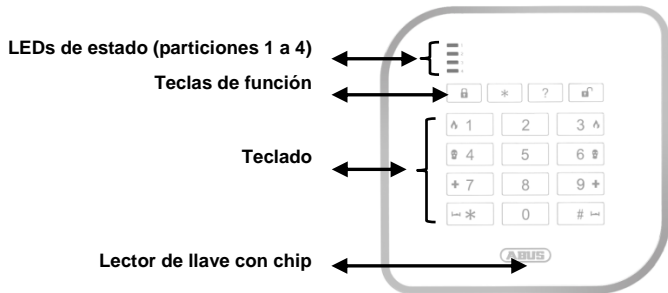 LEDs de estado (particiones 1 a 4)
Teclas de función
* ?
Teclado
1 2 3
4 5 6
7 8 9
* 0 #
Lector de llave con chip
ABUS